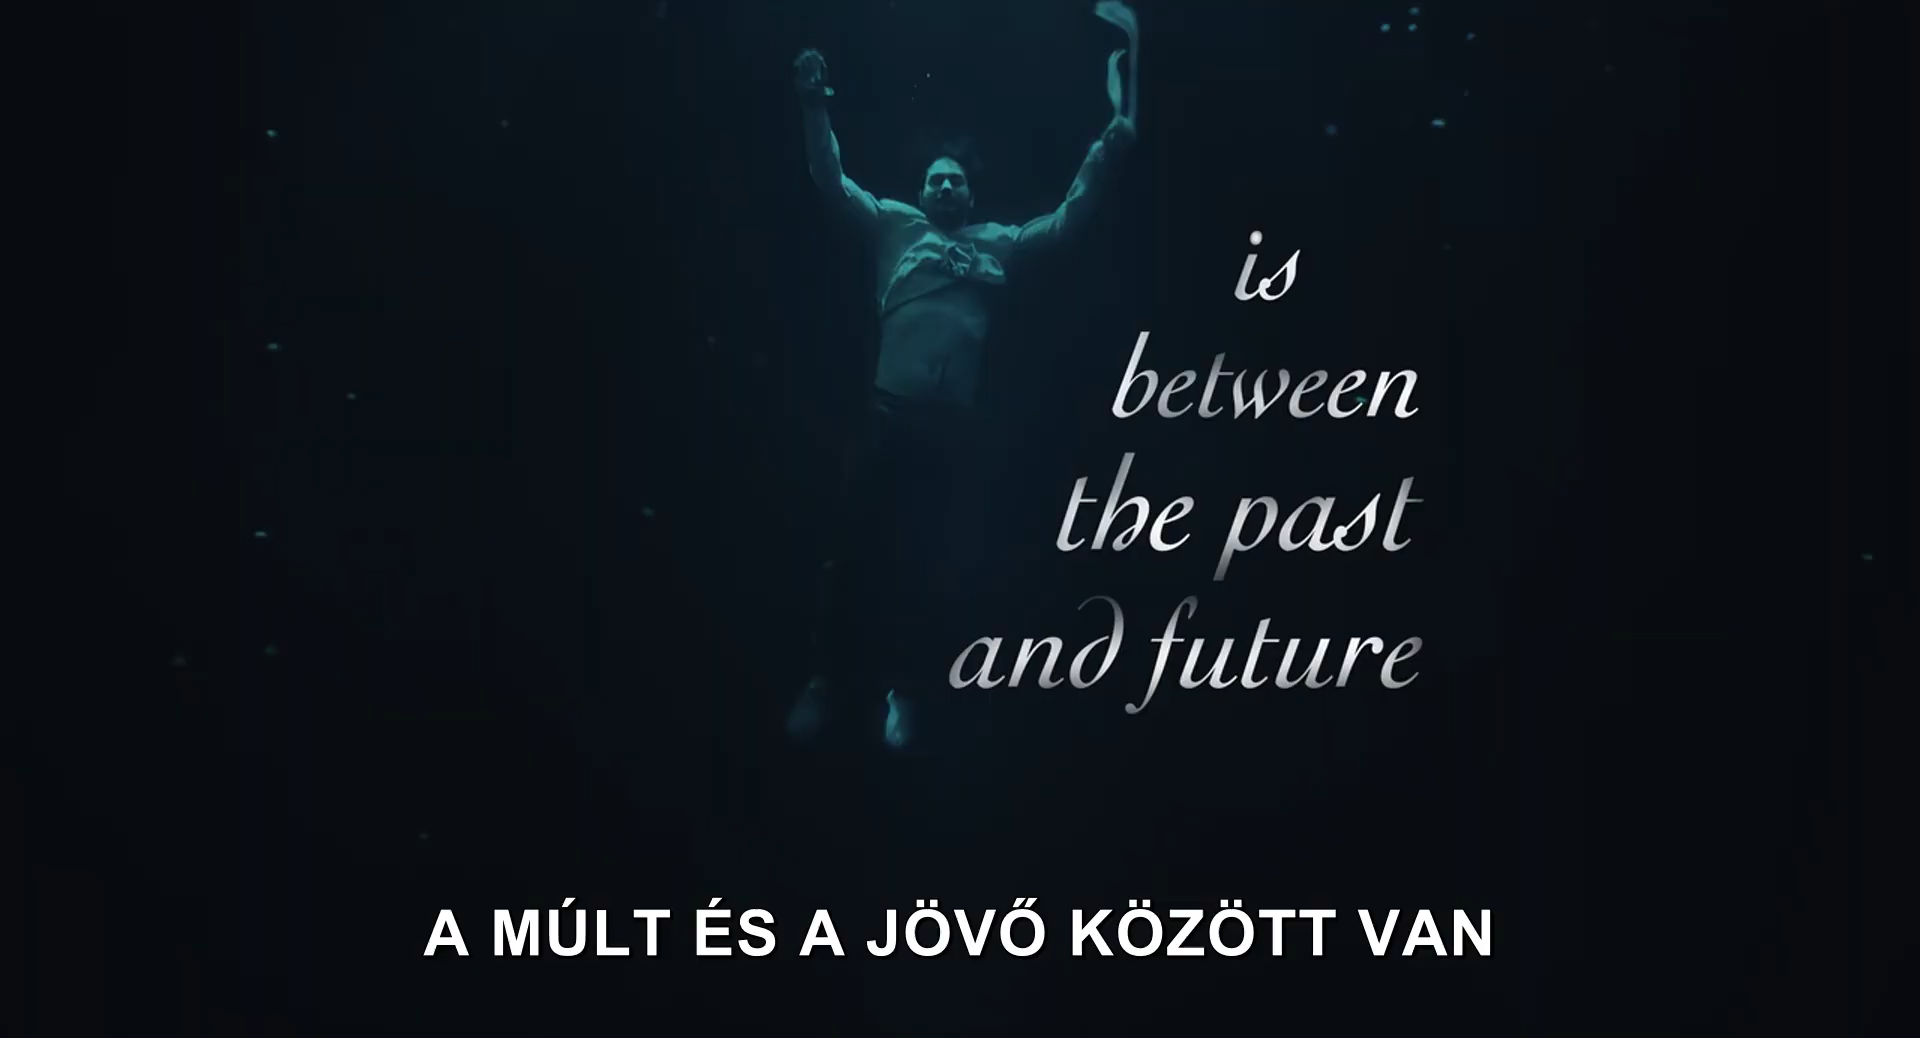 is
between
the past
and future
A MÚLT ÉS A JÖVŐ KÖZÖTT VAN